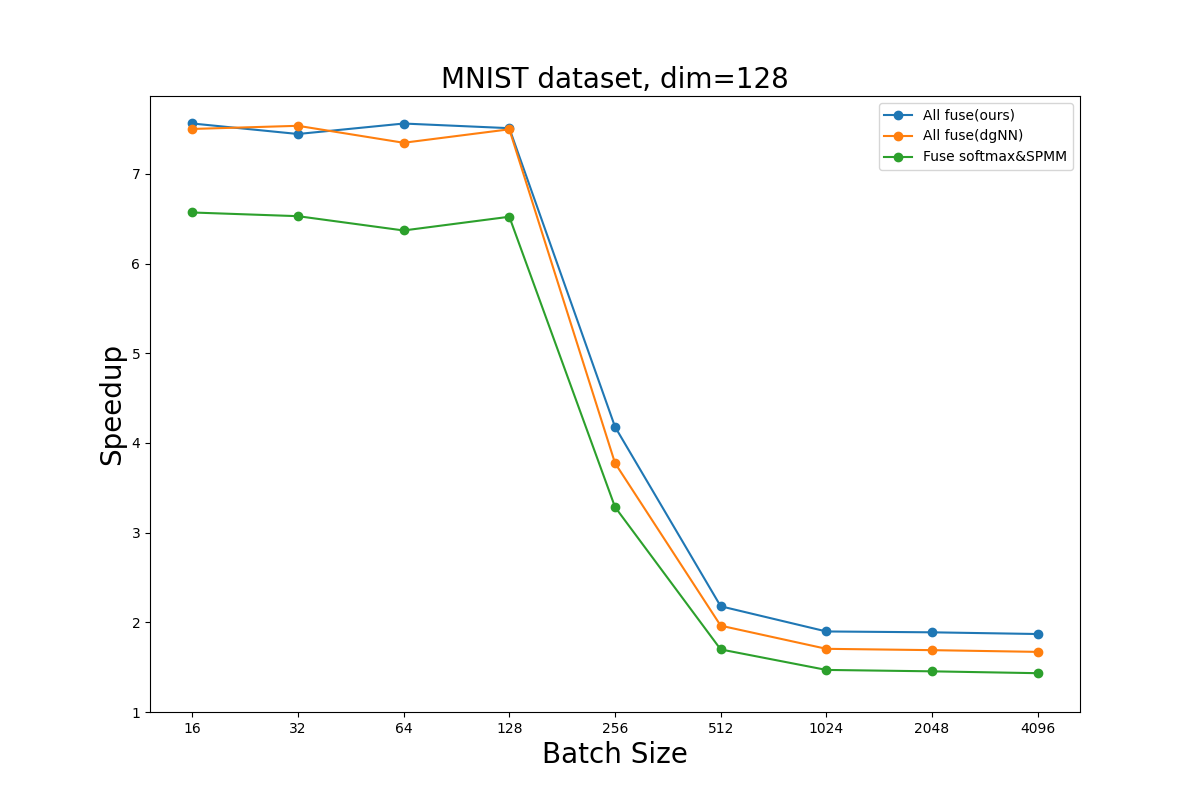 MNIST dataset, dim=128
All fuse(ours)
All fuse(dgNN)
Fuse softmax&SPMM
Speedup
7
6
5
4
3
2
1
16 32 64 128 256 512 1024 2048 4096
Batch Size